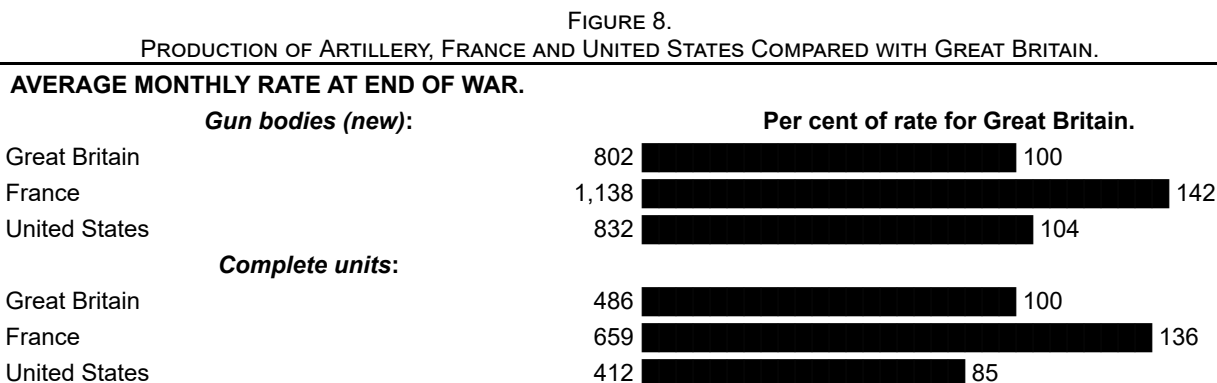 FIGURE 8.
PRODUCTION OF ARTILLERY, FRANCE AND UNITED STATES COMPARED WITH GREAT BRITAIN.
AVERAGE MONTHLY RATE AT END OF WAR.
Gun bodies (new): Per cent of rate for Great Britain.
Great Britain 802 100
France 1,138 142
United States 832 104
Complete units:
Great Britain 486 100
France 659 136
United States 412 85